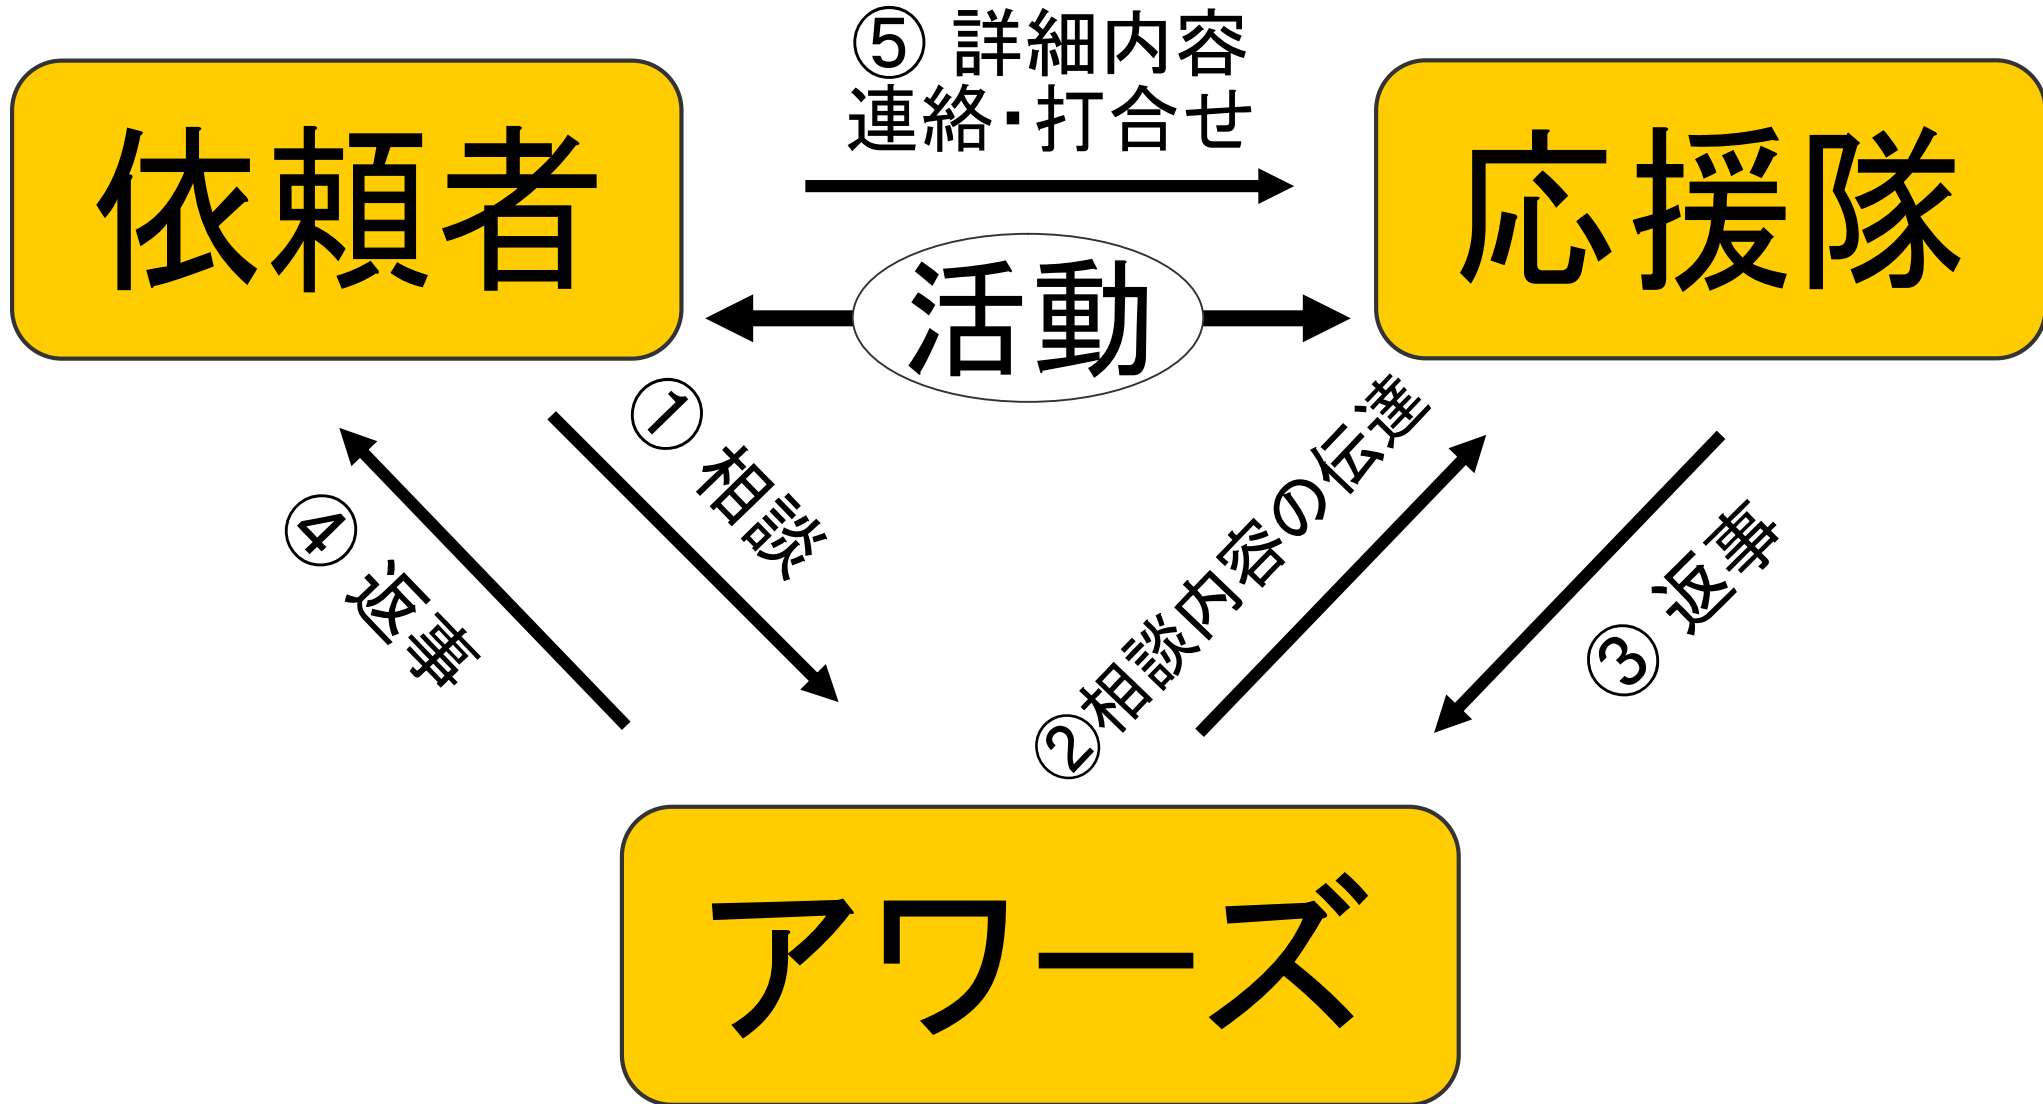 ⑤ 詳細内容
連絡・打合せ
依頼者
応援隊
活動
① 相談
④ 返事
②相談内容の伝達
③ 返事
アワーズ